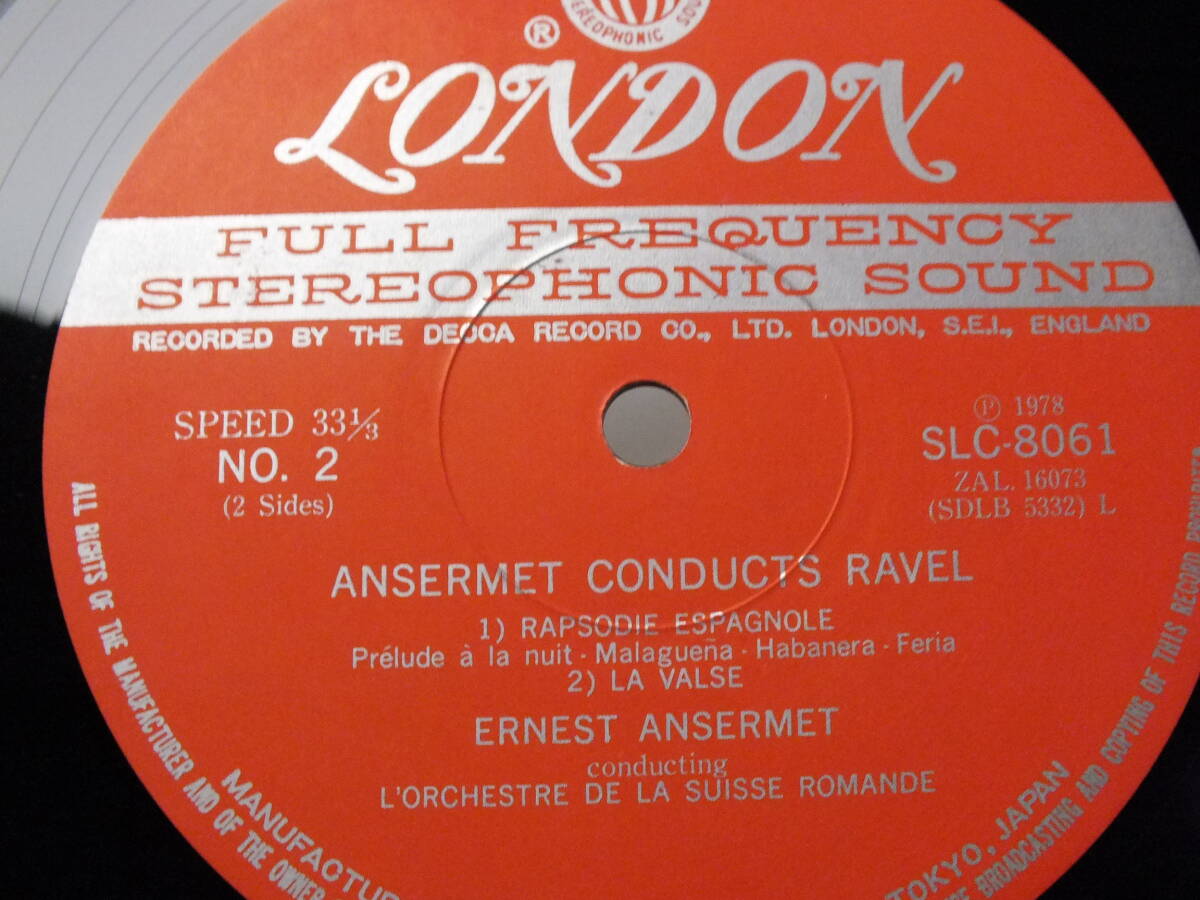 STEREOPHONIC SOU
®
LONDON
FULL FREQUENCY
STEREOPHONIC SOUND
RECORDED BY THE DECCA RECORD CO., LTD. LONDON, S.E.I., ENGLAND
SPEED 33⅓
NO. 2
(2 Sides)
Ⓟ 1978
SLC-8061
ZAL. 16073
(SDLB 5332) L
ANSERMET CONDUCTS RAVEL
1) RAPSODIE ESPAGNOLE
Prélude à la nuit - Malagueña - Habanera - Feria
2) LA VALSE
ERNEST ANSERMET
conducting
L'ORCHESTRE DE LA SUISSE ROMANDE
ALL RIGHTS OF THE MANUFACTURER AND OF THE OWNER
BROADCASTING AND COPYING OF THIS RECORD
MANUFACTUR
TOKYO, JAPAN